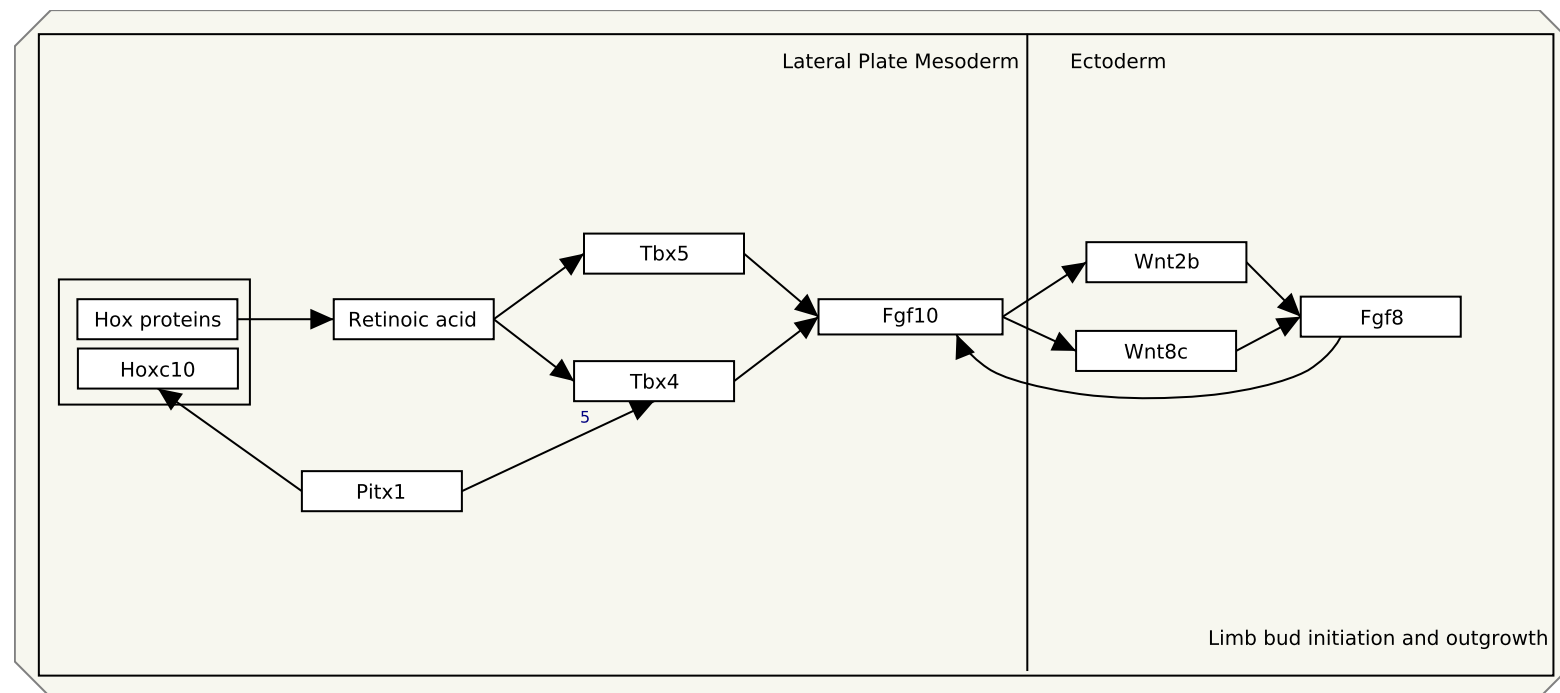 Lateral Plate Mesoderm
Ectoderm
Tbx5
Wnt2b
Hox proteins
Retinoic acid
Fgf10
Fgf8
Hoxc10
Tbx4
Wnt8c
5
Pitx1
Limb bud initiation and outgrowth